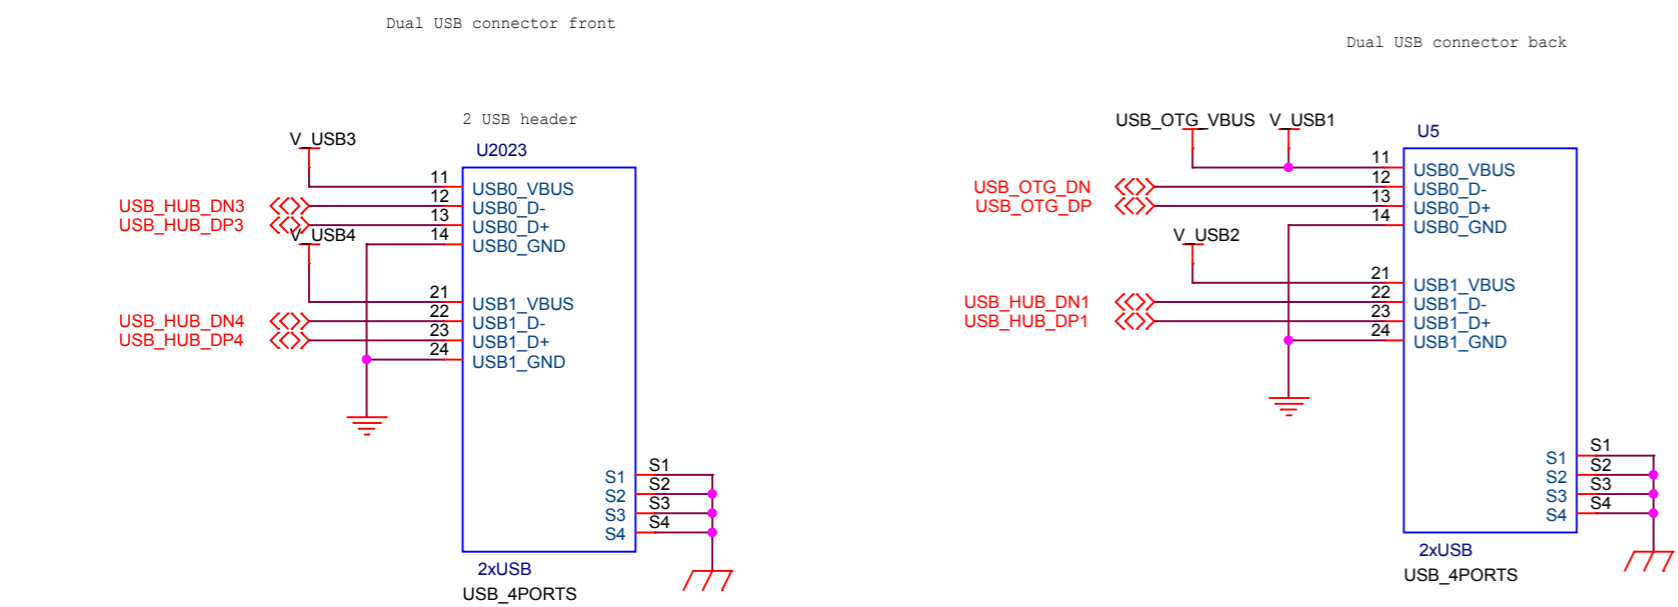 Dual USB connector front
2 USB header
U2023
V_USB3
11 USB0_VBUS
USB_HUB_DN3 12 USB0_D-
USB_HUB_DP3 13 USB0_D+
V_USB4
14 USB0_GND
21 USB1_VBUS
USB_HUB_DN4 22 USB1_D-
USB_HUB_DP4 23 USB1_D+
24 USB1_GND
S1 S1
S2 S2
S3 S3
S4 S4
2xUSB
USB_4PORTS
Dual USB connector back
USB_OTG_VBUS V_USB1
U5
11 USB0_VBUS
USB_OTG_DN 12 USB0_D-
USB_OTG_DP 13 USB0_D+
14 USB0_GND
V_USB2
21 USB1_VBUS
USB_HUB_DN1 22 USB1_D-
USB_HUB_DP1 23 USB1_D+
24 USB1_GND
S1 S1
S2 S2
S3 S3
S4 S4
2xUSB
USB_4PORTS